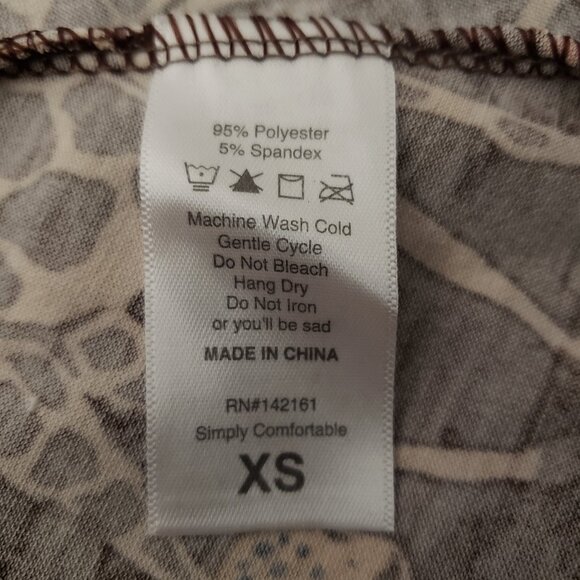 95% Polyester
5% Spandex
Machine Wash Cold
Gentle Cycle
Do Not Bleach
Hang Dry
Do Not Iron
or you'll be sad
MADE IN CHINA
RN#142161
Simply Comfortable
XS